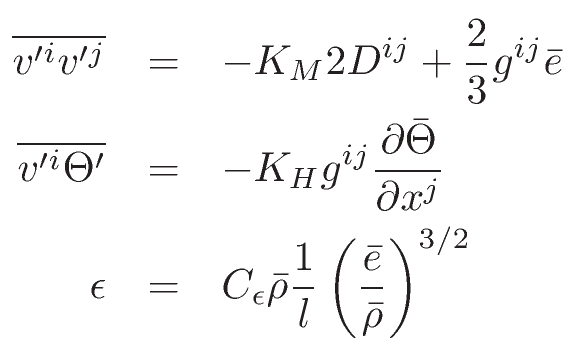 \overline{v'^i v'^j} = -K_M 2D^{ij} + \frac{2}{3} g^{ij} \bar{e}
\overline{v'^i \Theta'} = -K_H g^{ij} \frac{\partial \bar{\Theta}}{\partial x^j}
\epsilon = C_\epsilon \bar{\rho} \frac{1}{l} \left( \frac{\bar{e}}{\bar{\rho}} \right)^{3/2}